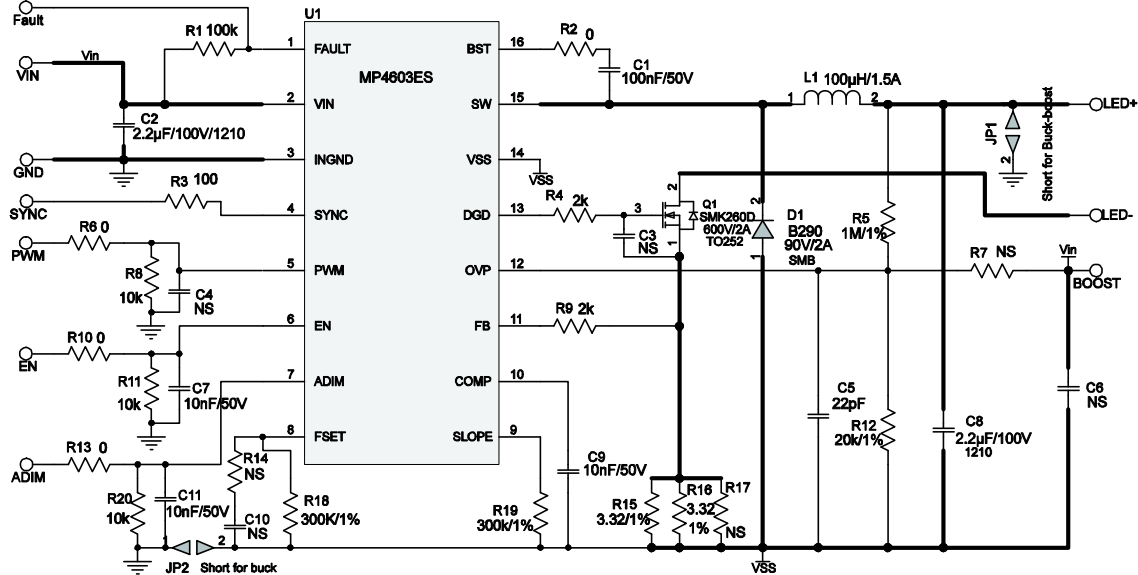 Fault
R1 100k
U1
MP4603ES
1 FAULT
BST 16
R2 0
C1
100nF/50V
VIN
Vin
2 VIN
SW 15
L1 100µH/1.5A
1 2
LED+
C2
2.2µF/100V/1210
JP1
1
2
Short for Buck-boost
GND
3 INGND
VSS 14
VSS
SYNC
R3 100
4 SYNC
DGD 13
R4 2k
3
2
1
Q1
SMK260D
600V/2A
TO252
C3
NS
2
D1
B290
90V/2A
SMB
1
R5
1M/1%
LED-
PWM
R6 0
R8
10k
C4
NS
5 PWM
OVP 12
R7 NS
Vin
BOOST
6 EN
FB 11
R9 2k
EN
R10 0
R11
10k
C7
10nF/50V
7 ADIM
COMP 10
C5
22pF
C6
NS
8 FSET
SLOPE 9
R12
20k/1%
C8
2.2µF/100V
1210
ADIM
R13 0
R14
NS
C9
10nF/50V
R20
10k
C11
10nF/50V
C10
NS
R18
300K/1%
R19
300k/1%
R15
3.32/1%
R16
3.32
1%
R17
NS
1 2
JP2 Short for buck
VSS